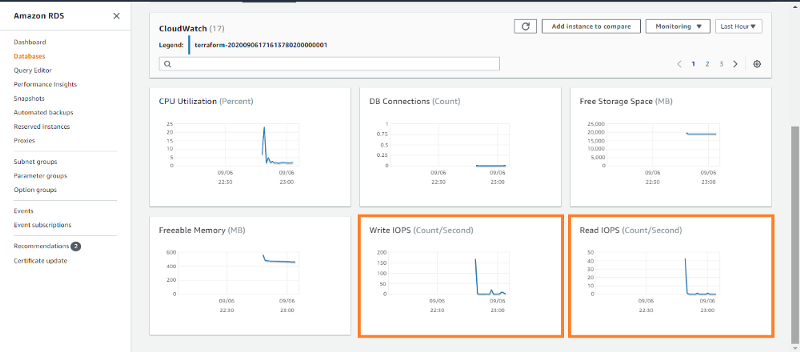 Amazon RDS
Dashboard
Databases
Query Editor
Performance Insights
Snapshots
Automated backups
Reserved instances
Proxies
Subnet groups
Parameter groups
Option groups
Events
Event subscriptions
Recommendations 2
Certificate update
CloudWatch (17)
Add instance to compare
Monitoring
Last Hour
Legend: terraform-20200906171613780200000001
1 2 3
CPU Utilization (Percent)
25
20
15
10
5
0
09/06 09/06
22:30 23:00
DB Connections (Count)
1
0.75
0.5
0.25
0
09/06 09/06
22:30 23:00
Free Storage Space (MB)
25,000
20,000
15,000
10,000
5,000
0
09/06 09/06
22:30 23:00
Freeable Memory (MB)
600
400
200
0
09/06 09/06
22:30 23:00
Write IOPS (Count/Second)
200
150
100
50
0
09/06 09/06
22:30 23:00
Read IOPS (Count/Second)
50
40
30
20
10
0
09/06 09/06
22:30 23:00